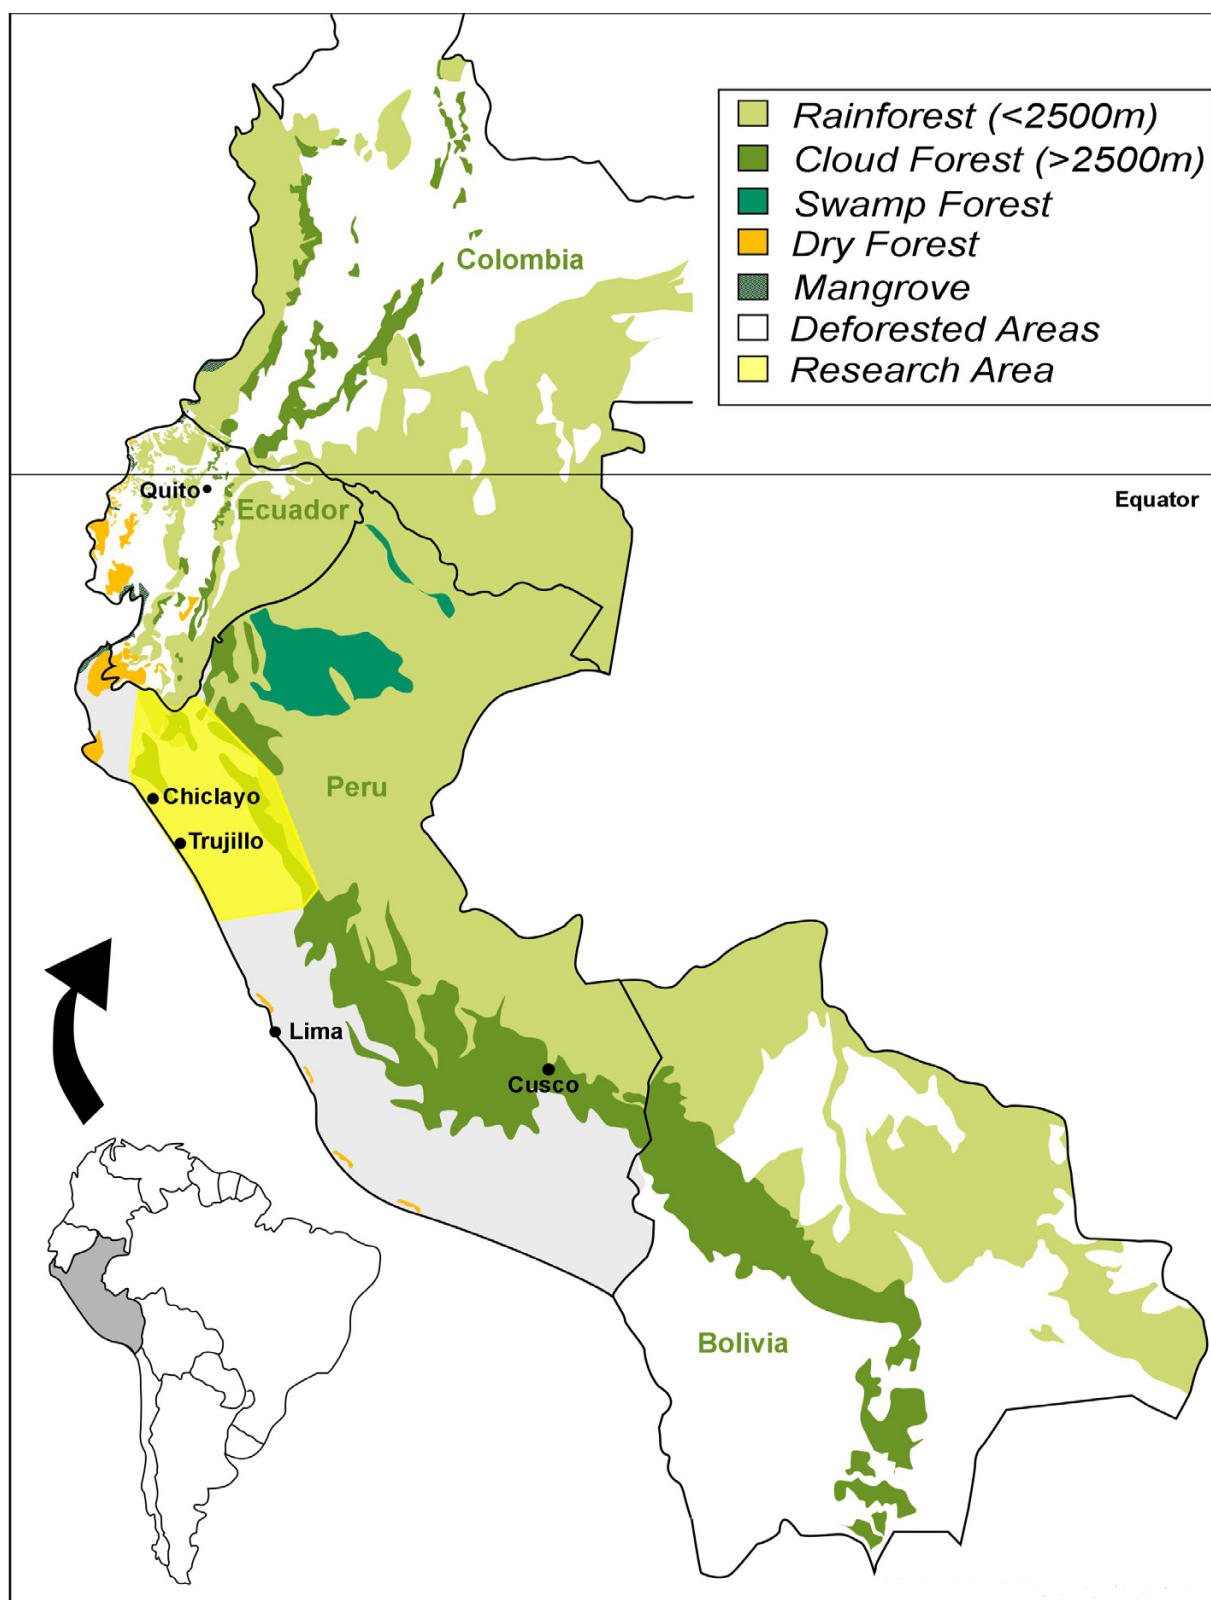 Rainforest (<2500m)
Cloud Forest (>2500m)
Swamp Forest
Dry Forest
Mangrove
Deforested Areas
Research Area
Colombia
Quito
Ecuador
Equator
Peru
Chiclayo
Trujillo
Lima
Cusco
Bolivia